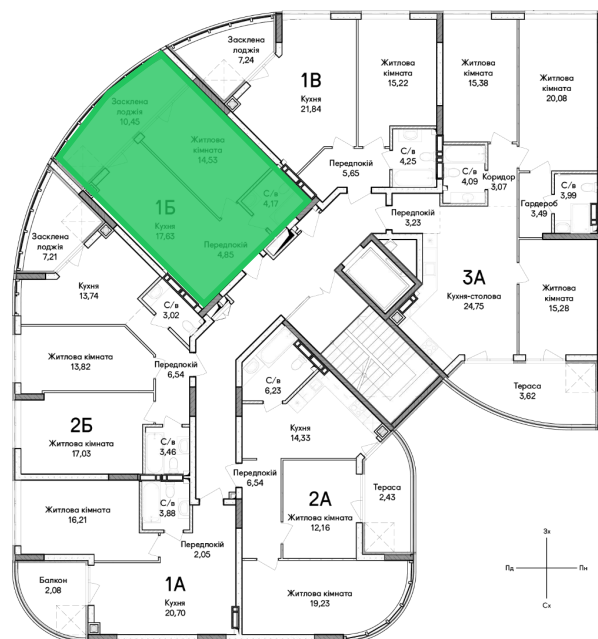 Засклена
лоджія
7,24
1В
Кухня
21,84
Житлова
кімната
15,22
Житлова
кімната
15,38
Житлова
кімната
20,08
Засклена
лоджія
10,45
Житлова
кімната
14,53
С/в
4,17
1Б
Кухня
17,63
4,85
Передпокій
5,65
С/в
4,25
С/в
4,09
Коридор
3,07
Гардероб
3,49
С/в
3,99
Передпокій
3,23
3А
Кухня-столова
24,75
Житлова
кімната
15,28
Тераса
3,62
Засклена
лоджія
7,21
Кухня
13,74
С/в
3,02
Житлова кімната
13,82
Передпокій
6,54
2Б
Житлова кімната
17,03
С/в
3,46
С/в
6,23
Кухня
14,33
Передпокій
6,54
2А
Житлова кімната
12,16
Тераса
2,43
Житлова кімната
16,21
С/в
3,88
Передпокій
2,05
Балкон
2,08
1А
Кухня
20,70
Житлова кімната
19,23
Зх
Пд
Пн
Сх